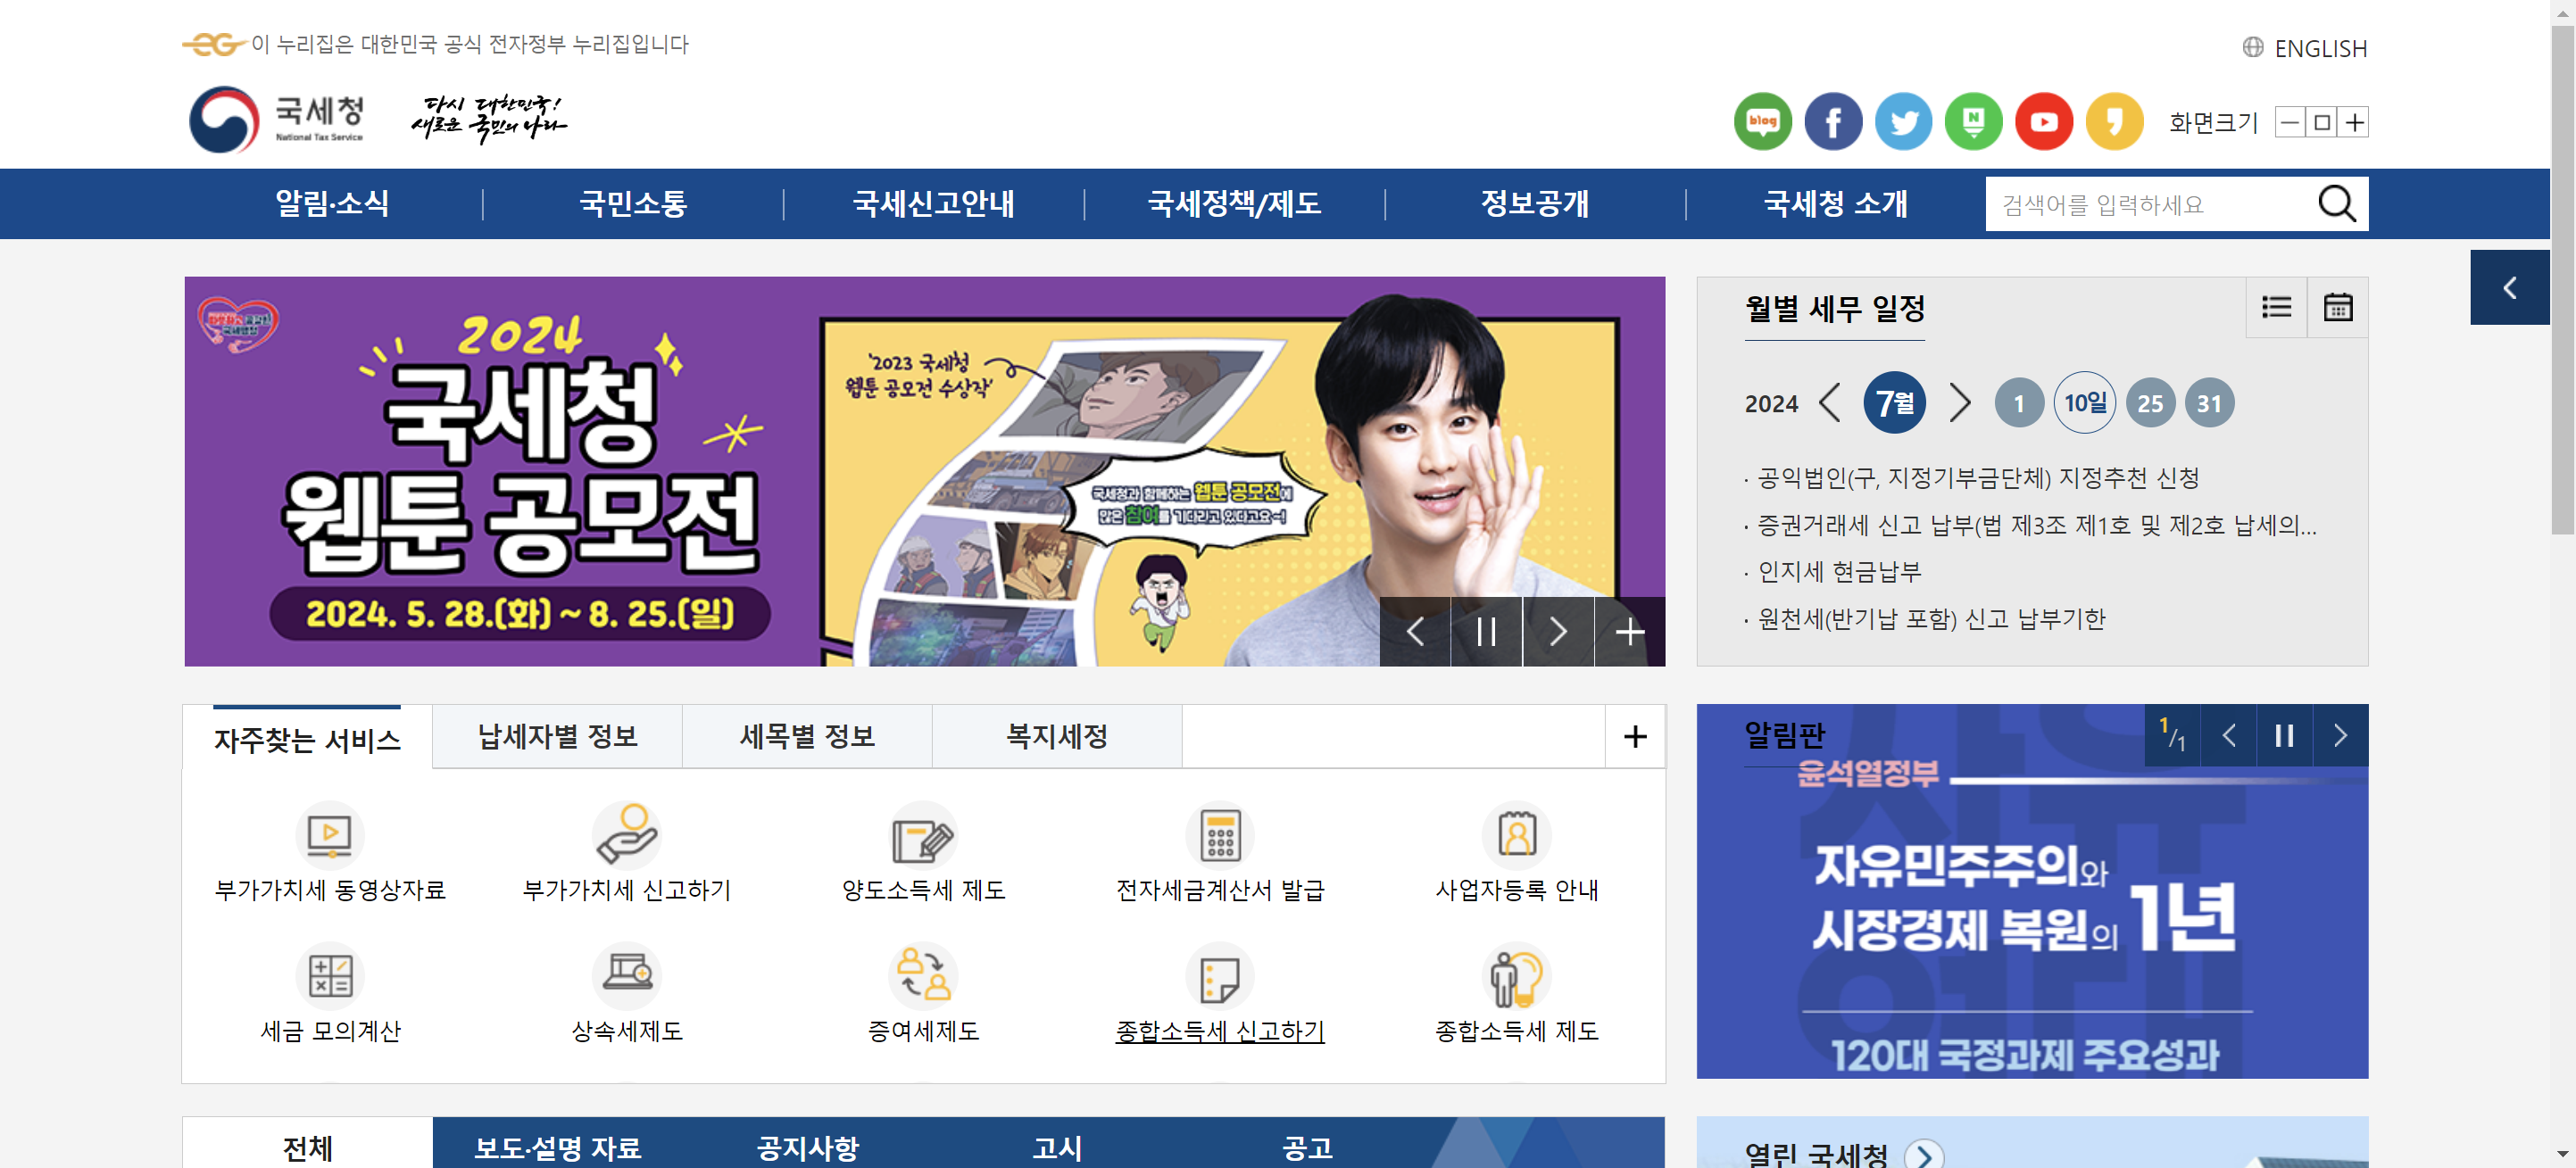 이 누리집은 대한민국 공식 전자정부 누리집입니다
ENGLISH
국세청
National Tax Service
다시 대한민국!
새로운 국민의 나라
blog
N
화면크기
알림·소식
국민소통
국세신고안내
국세정책/제도
정보공개
국세청 소개
검색어를 입력하세요
2024
국세청
웹툰 공모전
2024. 5. 28.(화) ~ 8. 25.(일)
'2023 국세청
웹툰 공모전 수상작'
국세청과 함께하는 웹툰 공모전에
많은 참여를 기다리고 있다고요~!
월별 세무 일정
2024
7월
1
10일
25
31
· 공익법인(구, 지정기부금단체) 지정추천 신청
· 증권거래세 신고 납부(법 제3조 제1호 및 제2호 납세의...
· 인지세 현금납부
· 원천세(반기납 포함) 신고 납부기한
자주찾는 서비스
납세자별 정보
세목별 정보
복지세정
부가가치세 동영상자료
부가가치세 신고하기
양도소득세 제도
전자세금계산서 발급
사업자등록 안내
세금 모의계산
상속세제도
증여세제도
종합소득세 신고하기
종합소득세 제도
알림판
1/1
윤석열정부
자유민주주의와
시장경제 복원의 1년
120대 국정과제 주요성과
전체
보도·설명 자료
공지사항
고시
공고
열린 국세청